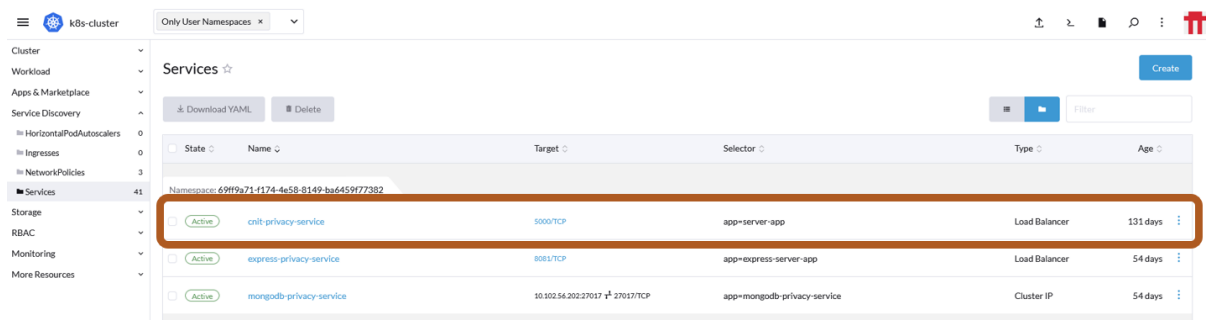 k8s-cluster
Only User Namespaces ×
Cluster
Workload
Apps & Marketplace
Service Discovery
HorizontalPodAutoscalers 0
Ingresses 0
NetworkPolicies 3
Services 41
Storage
RBAC
Monitoring
More Resources
Services
Create
Download YAML Delete
Filter
State Name Target Selector Type Age
Namespace: 69ff9a71-f174-4e58-8149-ba6459f77382
Active cnit-privacy-service 5000/TCP app=server-app Load Balancer 131 days
Active express-privacy-service 8081/TCP app=express-server-app Load Balancer 54 days
Active mongodb-privacy-service 10.102.56.202:27017 27017/TCP app=mongodb-privacy-service Cluster IP 54 days